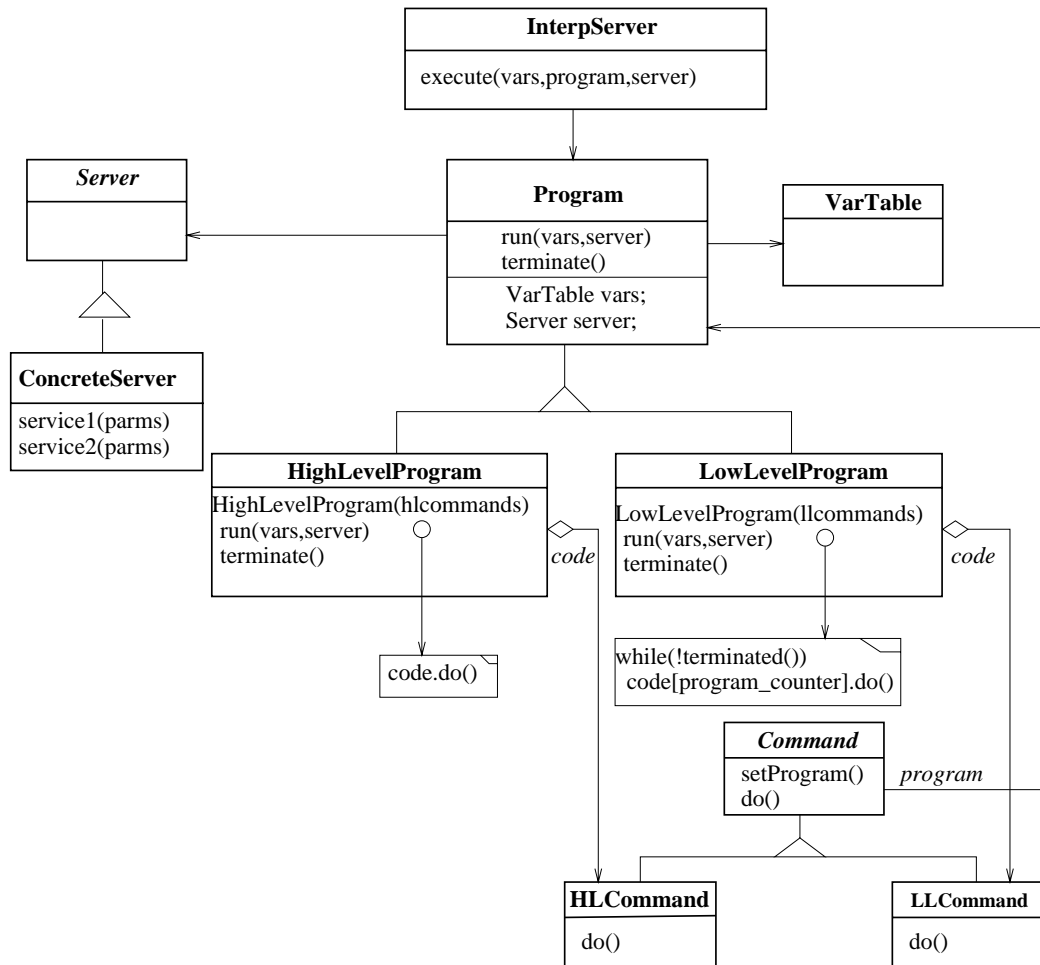 InterpServer
execute(vars,program,server)
Server
Program
run(vars,server)
terminate()
VarTable vars;
Server server;
VarTable
ConcreteServer
service1(parms)
service2(parms)
HighLevelProgram
HighLevelProgram(hlcommands)
run(vars,server)
terminate()
code
LowLevelProgram
LowLevelProgram(llcommands)
run(vars,server)
terminate()
code
code.do()
while(!terminated())
code[program_counter].do()
Command
setProgram()
do()
program
HLCommand
do()
LLCommand
do()